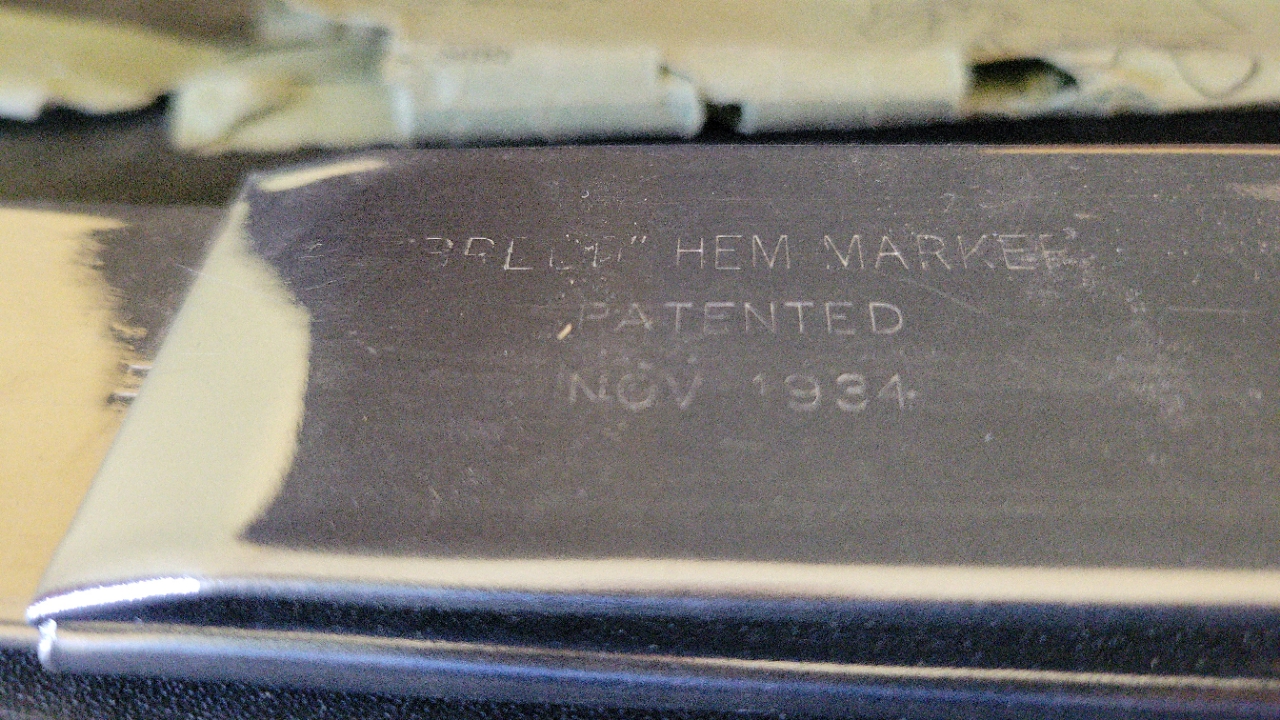 HEM MARKER
PATENTED
NOV 1934